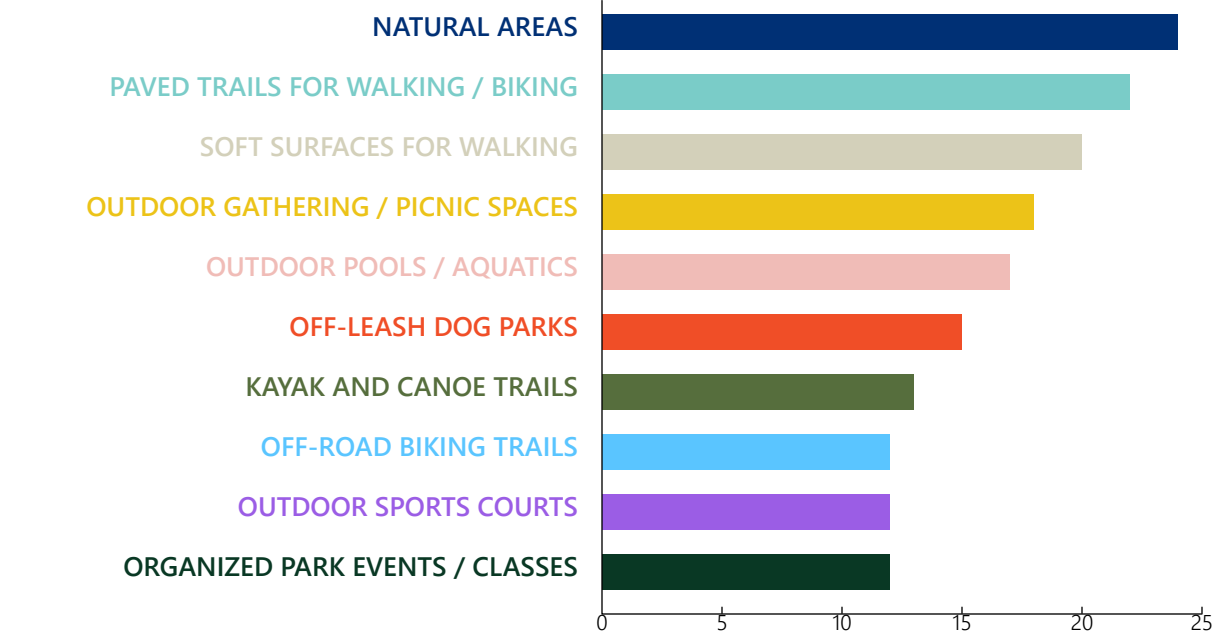 NATURAL AREAS
PAVED TRAILS FOR WALKING / BIKING
SOFT SURFACES FOR WALKING
OUTDOOR GATHERING / PICNIC SPACES
OUTDOOR POOLS / AQUATICS
OFF-LEASH DOG PARKS
KAYAK AND CANOE TRAILS
OFF-ROAD BIKING TRAILS
OUTDOOR SPORTS COURTS
ORGANIZED PARK EVENTS / CLASSES
0 5 10 15 20 25